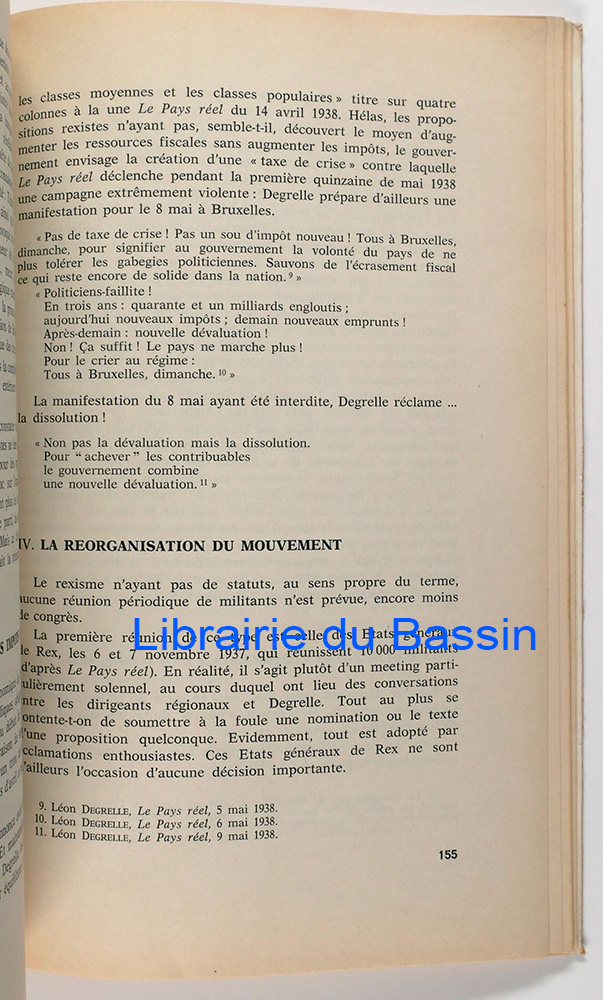 les classes moyennes et les classes populaires» titre sur quatre
colonnes à la une Le Pays réel du 14 avril 1938. Hélas, les propo-
sitions rexistes n'ayant pas, semble-t-il, découvert le moyen d'aug-
menter les ressources fiscales sans augmenter les impôts, le gouver-
nement envisage la création d'une « taxe de crise » contre laquelle
Le Pays réel déclenche pendant la première quinzaine de mai 1938
une campagne extrêmement violente : Degrelle prépare d'ailleurs une
manifestation pour le 8 mai à Bruxelles.
« Pas de taxe de crise ! Pas un sou d'impôt nouveau ! Tous à Bruxelles,
dimanche, pour signifier au gouvernement la volonté du pays de ne
plus tolérer les gabegies politiciennes. Sauvons de l'écrasement fiscal
ce qui reste encore de solide dans la nation. 9 »
« Politiciens-faillite !
En trois ans : quarante et un milliards engloutis ;
aujourd'hui nouveaux impôts ; demain nouveaux emprunts !
Après-demain : nouvelle dévaluation !
Non ! Ça suffit ! Le pays ne marche plus !
Pour le crier au régime :
Tous à Bruxelles, dimanche. 10 »
La manifestation du 8 mai ayant été interdite, Degrelle réclame ...
la dissolution !
« Non pas la dévaluation mais la dissolution.
Pour “ achever ” les contribuables
le gouvernement combine
une nouvelle dévaluation. 11 »
IV. LA REORGANISATION DU MOUVEMENT
Le rexisme n'ayant pas de statuts, au sens propre du terme,
aucune réunion périodique de militants n'est prévue, encore moins
de congrès.
La première réunion de ce type est celle des Etats généraux
de Rex, les 6 et 7 novembre 1937, qui réunissent 10 000 militants
d'après Le Pays réel). En réalité, il s'agit plutôt d'un meeting parti-
ulièrement solennel, au cours duquel ont lieu des conversations
ntre les dirigeants régionaux et Degrelle. Tout au plus se
ontente-t-on de soumettre à la foule une nomination ou le texte
d'une proposition quelconque. Evidemment, tout est adopté par
cclamations enthousiastes. Ces Etats généraux de Rex ne sont
d'ailleurs l'occasion d'aucune décision importante.
Librairie du Bassin
9. Léon DEGRELLE, Le Pays réel, 5 mai 1938.
10. Léon DEGRELLE, Le Pays réel, 6 mai 1938.
11. Léon DEGRELLE, Le Pays réel, 9 mai 1938.
155